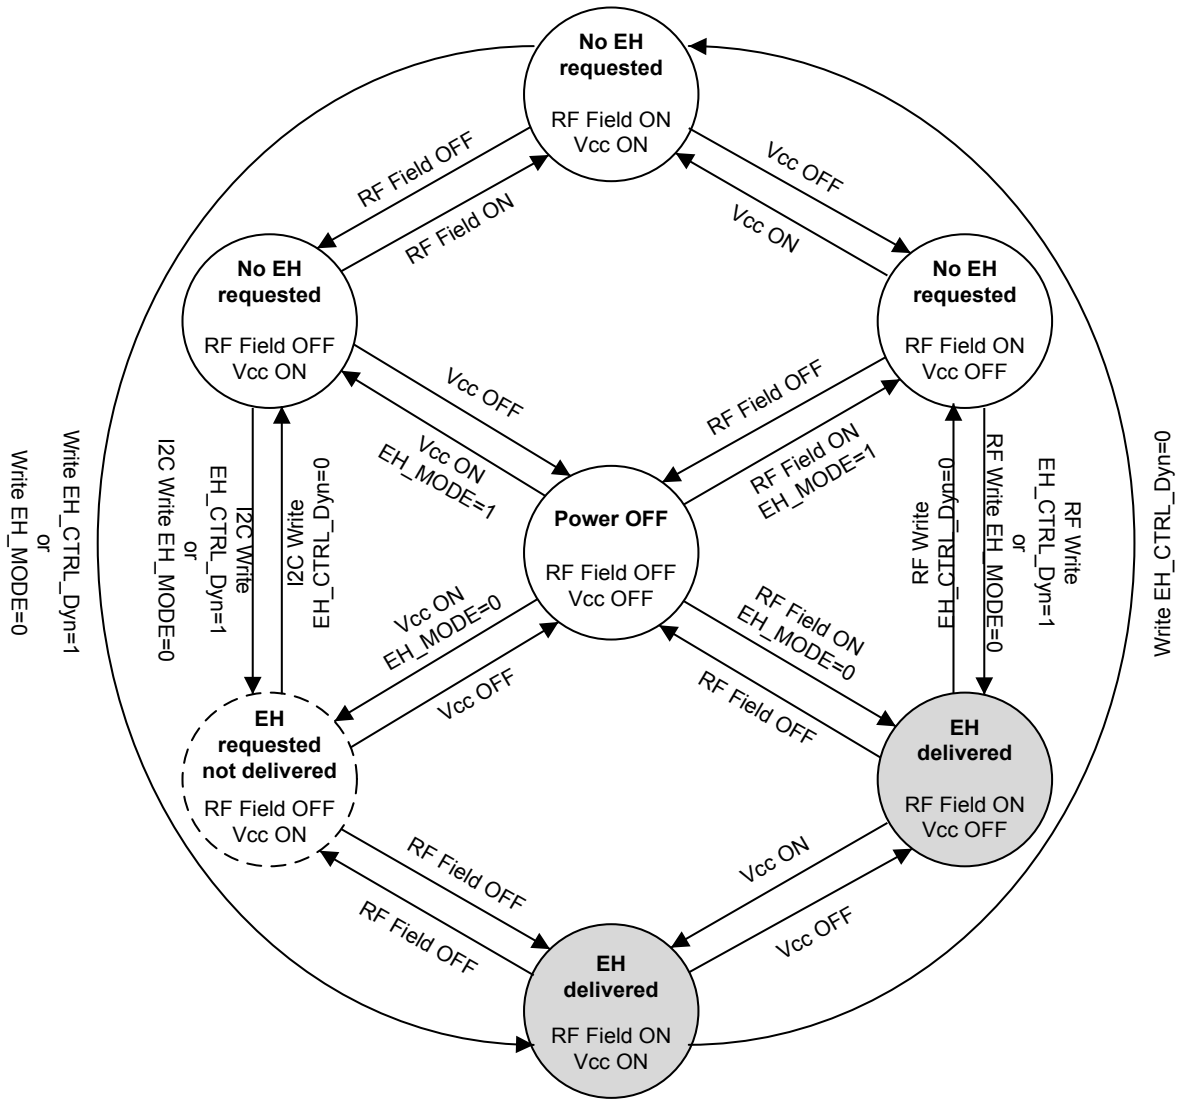 No EH
requested
RF Field ON
Vcc ON
RF Field OFF
RF Field ON
Vcc OFF
Vcc ON
No EH
requested
RF Field OFF
Vcc ON
No EH
requested
RF Field ON
Vcc OFF
Vcc OFF
Vcc ON
EH_MODE=1
RF Field OFF
RF Field ON
EH_MODE=1
Write EH_CTRL_Dyn=1
or
Write EH_MODE=0
I2C Write
EH_CTRL_Dyn=1
or
I2C Write EH_MODE=0
I2C Write
EH_CTRL_Dyn=0
Power OFF
RF Field OFF
Vcc OFF
RF Write
EH_CTRL_Dyn=0
RF Write
EH_CTRL_Dyn=1
or
RF Write EH_MODE=0
Write EH_CTRL_Dyn=0
Vcc ON
EH_MODE=0
Vcc OFF
RF Field ON
EH_MODE=0
RF Field OFF
EH
requested
not delivered
RF Field OFF
Vcc ON
EH
delivered
RF Field ON
Vcc OFF
RF Field OFF
RF Field OFF
Vcc ON
Vcc OFF
EH
delivered
RF Field ON
Vcc ON